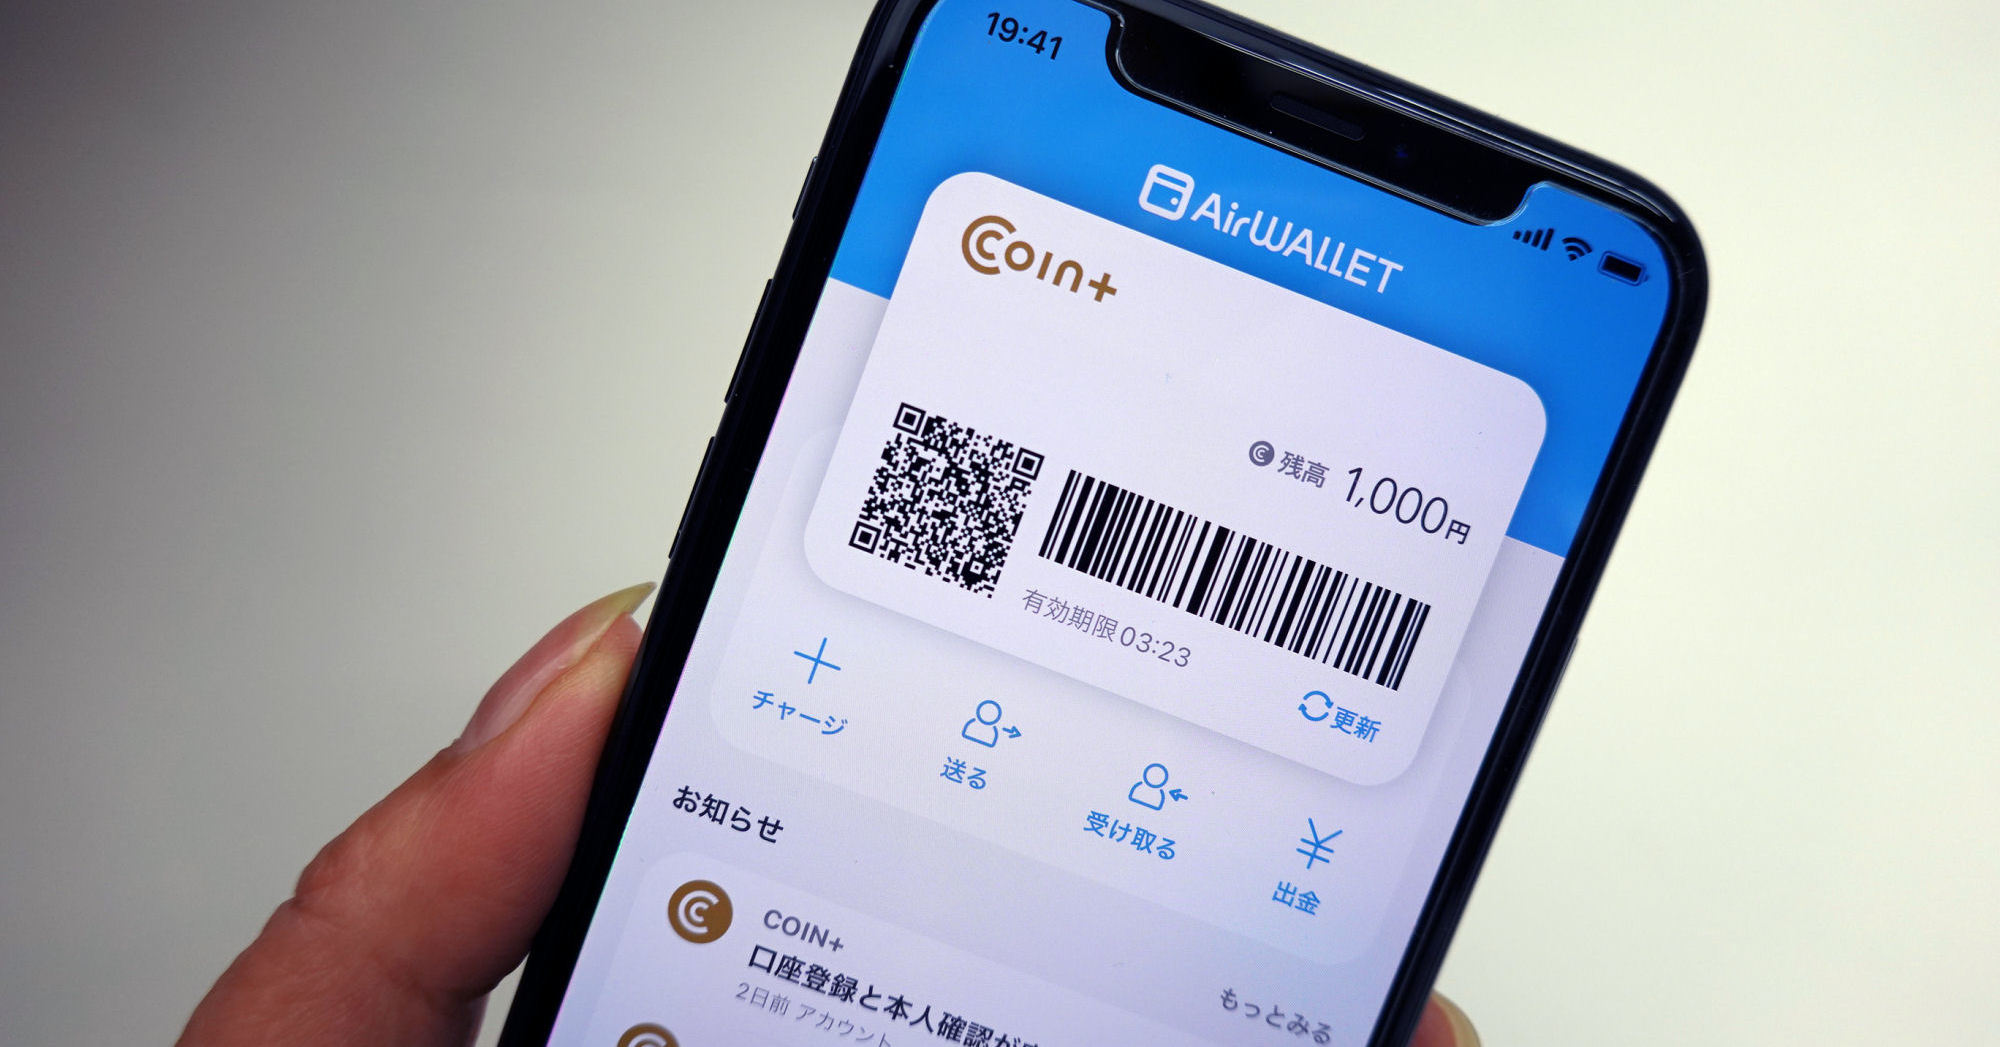 19:41
AirWALLET
COIN+
残高 1,000円
有効期限 03:23
更新
チャージ
送る
受け取る
出金
お知らせ
COIN+
口座登録と本人確認が
2日前 アカウント
もっとみる